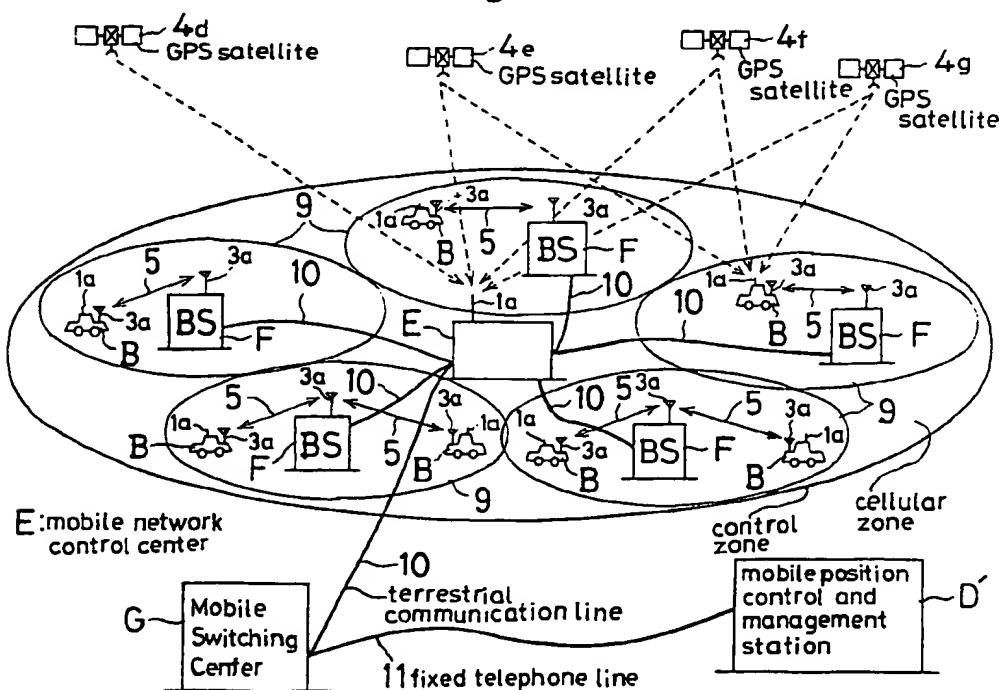 4d
GPS satellite
4e
GPS satellite
4f
GPS
satellite
4g
GPS
satellite
9
1a
3a
B
5
3a
BS
F
10
1a
5
3a
10
3a
B
BS
F
E
1a
10
1a
3a
B
5
3a
BS
F
9
5
3a
10
1a
3a
B
BS
F
5
3a
1a
B
9
10
5
3a
5
1a
3a
B
BS
F
3a
1a
B
E:mobile network
control center
control
zone
cellular
zone
10
terrestrial
communication line
G
Mobile
Switching
Center
11 fixed telephone line
mobile position
control and
management
station
D'